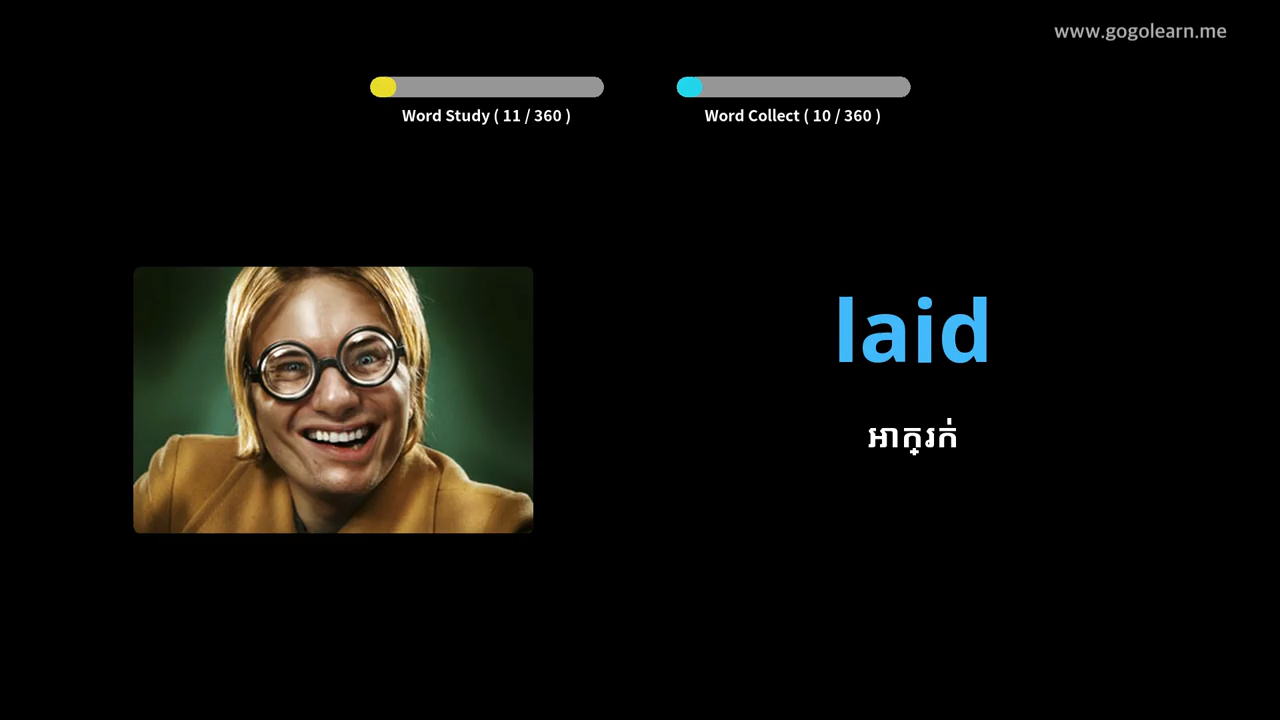 www.gogolearn.me
Word Study ( 11 / 360 )
Word Collect ( 10 / 360 )
laid
អាក្រក់